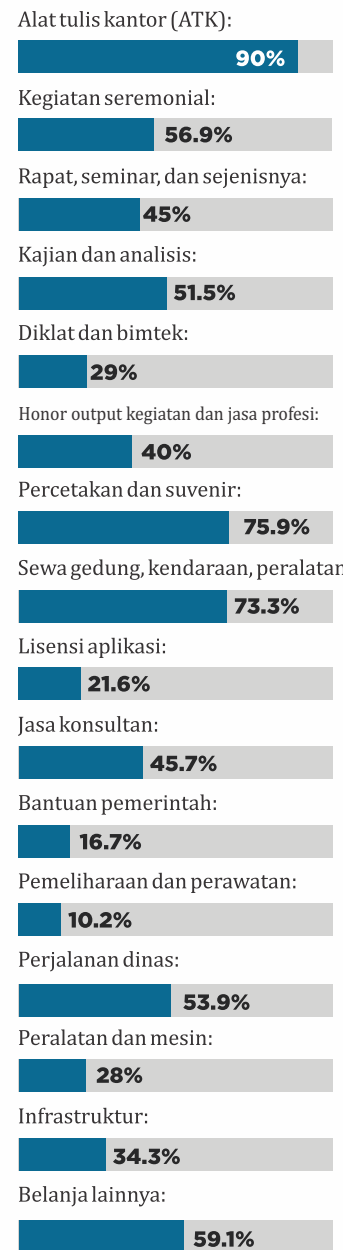 Alat tulis kantor (ATK):
90%
Kegiatan seremonial:
56.9%
Rapat, seminar, dan sejenisnya:
45%
Kajian dan analisis:
51.5%
Diklat dan bimtek:
29%
Honor output kegiatan dan jasa profesi:
40%
Percetakan dan suvenir:
75.9%
Sewa gedung, kendaraan, peralatan
73.3%
Lisensi aplikasi:
21.6%
Jasa konsultan:
45.7%
Bantuan pemerintah:
16.7%
Pemeliharaan dan perawatan:
10.2%
Perjalanan dinas:
53.9%
Peralatan dan mesin:
28%
Infrastruktur:
34.3%
Belanja lainnya:
59.1%